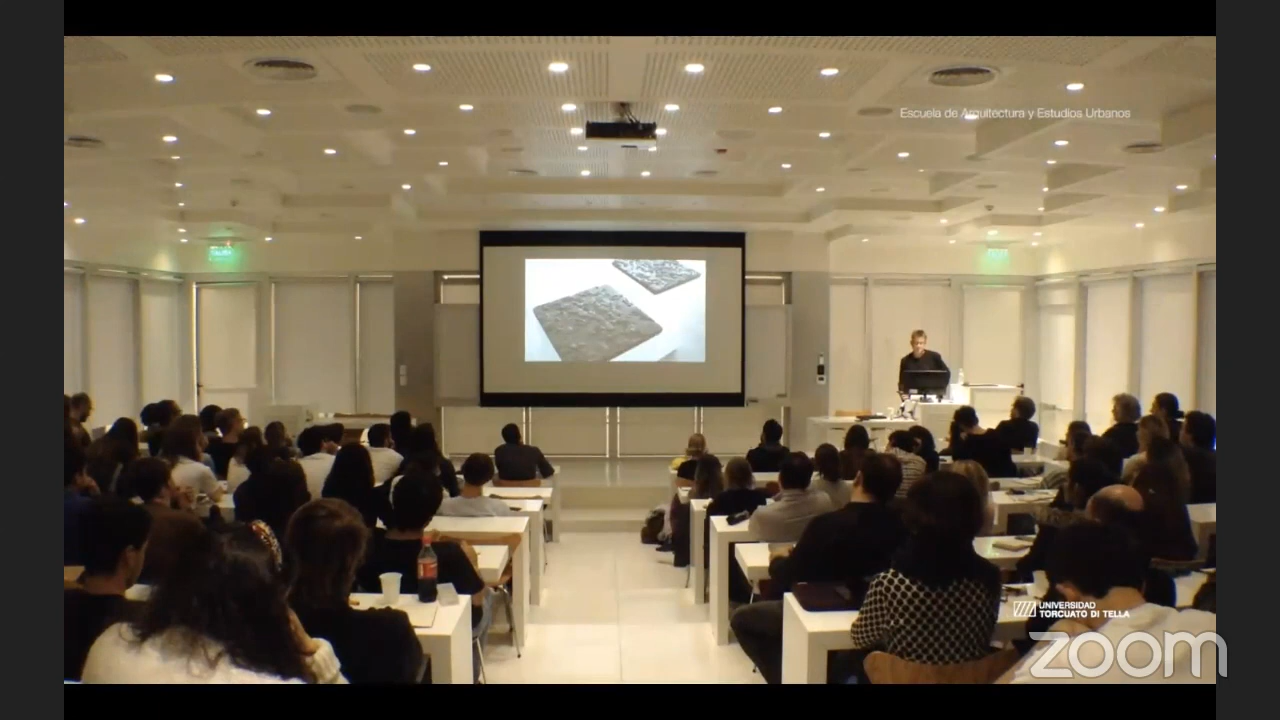 Escuela de Arquitectura y Estudios Urbanos
UNIVERSIDAD
TORCUATO DI TELLA
zoom